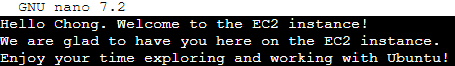 GNU nano 7.2
Hello Chong. Welcome to the EC2 instance!
We are glad to have you here on the EC2 instance.
Enjoy your time exploring and working with Ubuntu!